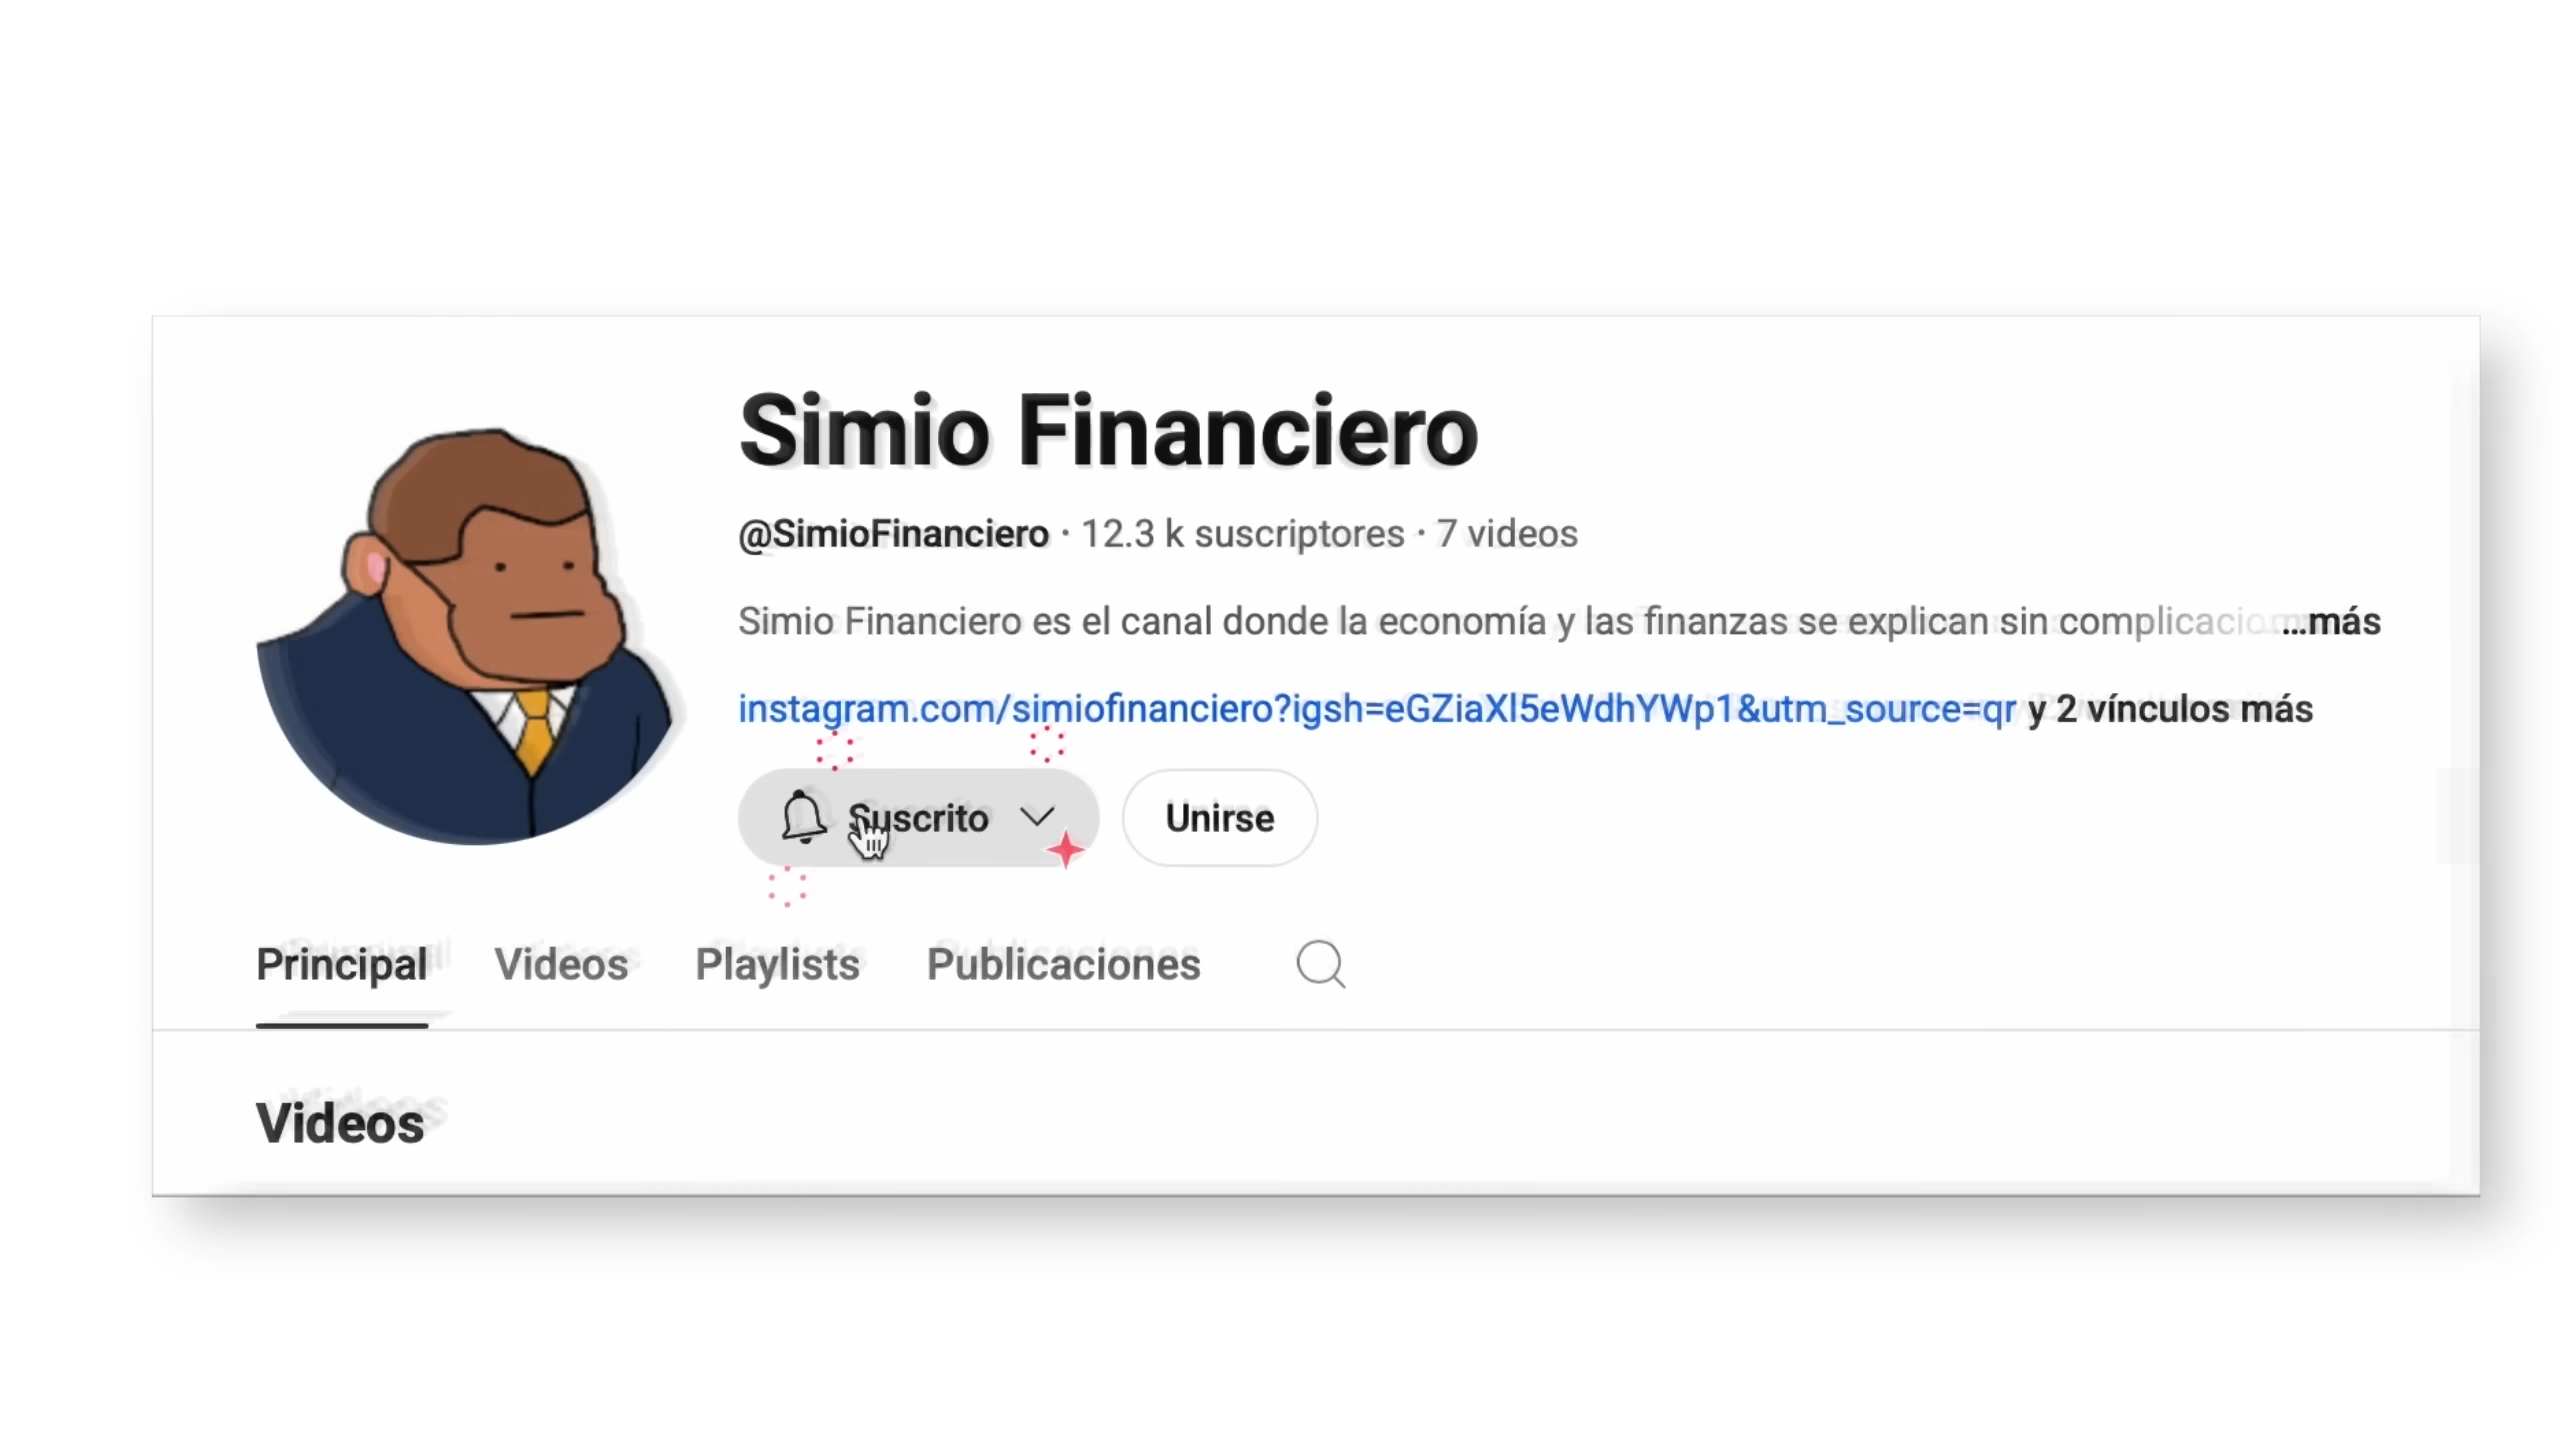 Simio Financiero
@SimioFinanciero · 12.3 k suscriptores · 7 videos
Simio Financiero es el canal donde la economía y las finanzas se explican sin complicacio...más
instagram.com/simiofinanciero?igsh=eGZiaXl5eWdhYWp1&utm_source=qr y 2 vínculos más
Suscrito Unirse
Principal Videos Playlists Publicaciones
Videos